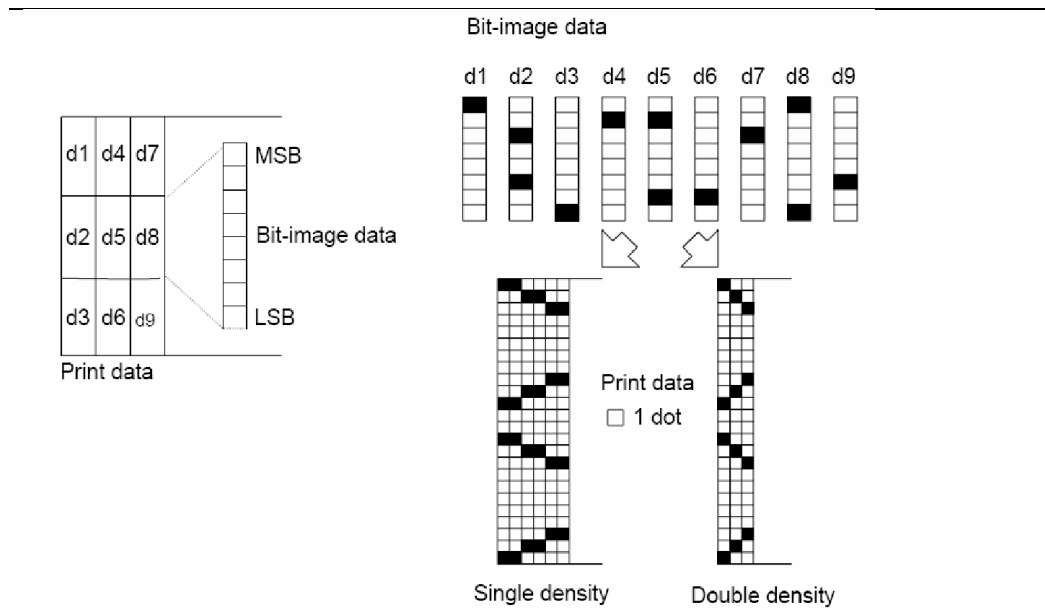 Bit-image data
d1 d2 d3 d4 d5 d6 d7 d8 d9
d1 d4 d7
d2 d5 d8
d3 d6 d9
MSB
Bit-image data
LSB
Print data
Print data
1 dot
Single density
Double density